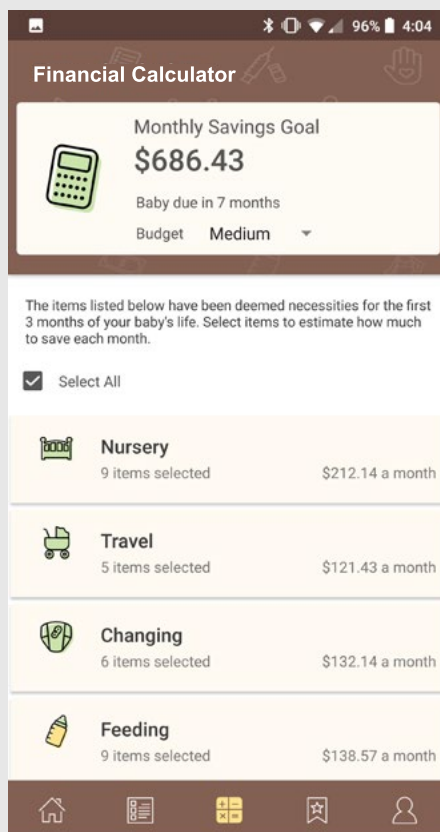 96% 4:04
Financial Calculator
Monthly Savings Goal
$686.43
Baby due in 7 months
Budget Medium
The items listed below have been deemed necessities for the first
3 months of your baby's life. Select items to estimate how much
to save each month.
Select All
Nursery
9 items selected $212.14 a month
Travel
5 items selected $121.43 a month
Changing
6 items selected $132.14 a month
Feeding
9 items selected $138.57 a month